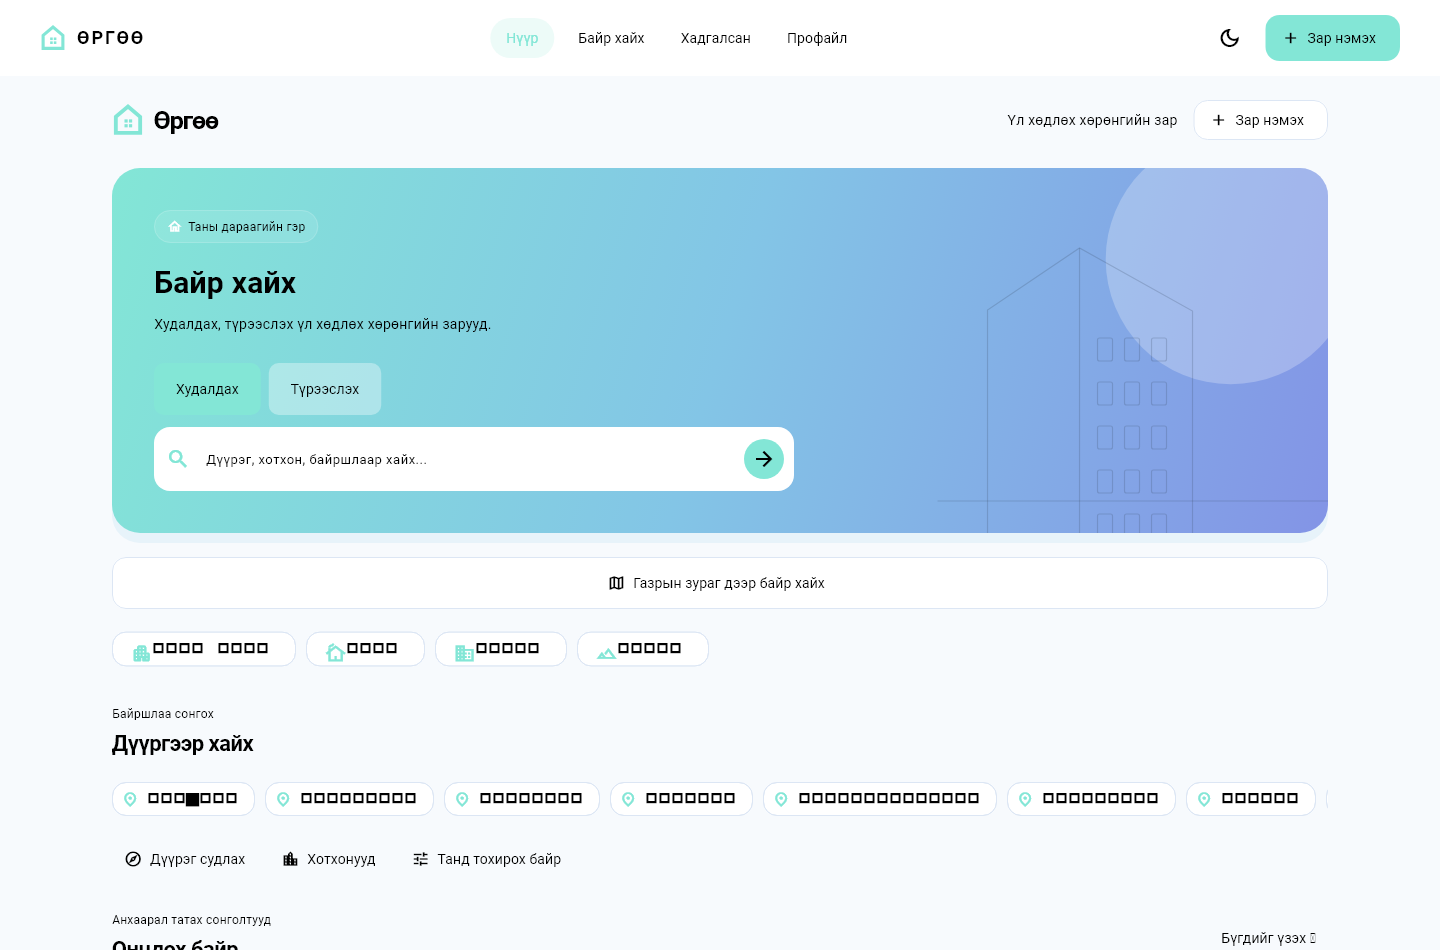 ӨРГӨӨ
Нүүр
Байр хайх
Хадгалсан
Профайл
Зар нэмэх
Өргөө
Үл хөдлөх хөрөнгийн зар
Зар нэмэх
Таны дараагийн гэр
Байр хайх
Худалдах, түрээслэх үл хөдлөх хөрөнгийн зарууд.
Худалдах
Түрээслэх
Дүүрэг, хотхон, байршлаар хайх...
Газрын зураг дээр байр хайх
Байршлаа сонгох
Дүүргээр хайх
Дүүрэг судлах
Хотхонууд
Танд тохирох байр
Анхаарал татах сонголтууд
Онцлох байр
Бүгдийг үзэх